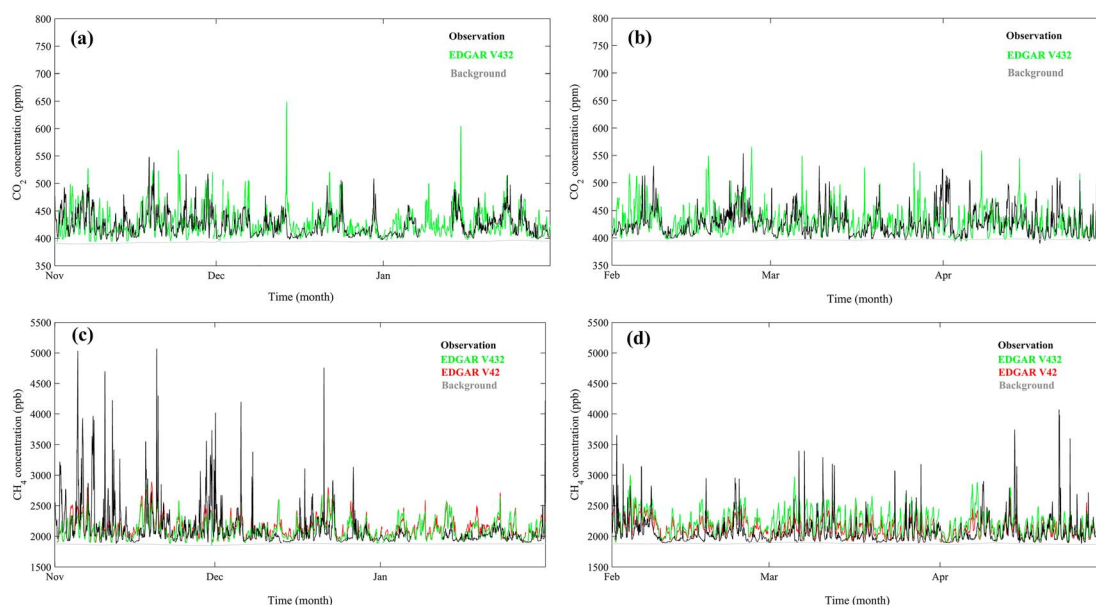 (a)
Observation
EDGAR V432
Background
CO2 concentration (ppm)
800
750
700
650
600
550
500
450
400
350
Nov Dec Jan
Time (month)
(b)
Observation
EDGAR V432
Background
CO2 concentration (ppm)
800
750
700
650
600
550
500
450
400
350
Feb Mar Apr
Time (month)
(c)
Observation
EDGAR V432
EDGAR V42
Background
CH4 concentration (ppb)
5500
5000
4500
4000
3500
3000
2500
2000
1500
Nov Dec Jan
Time (month)
(d)
Observation
EDGAR V432
EDGAR V42
Background
CH4 concentration (ppb)
5500
5000
4500
4000
3500
3000
2500
2000
1500
Feb Mar Apr
Time (month)